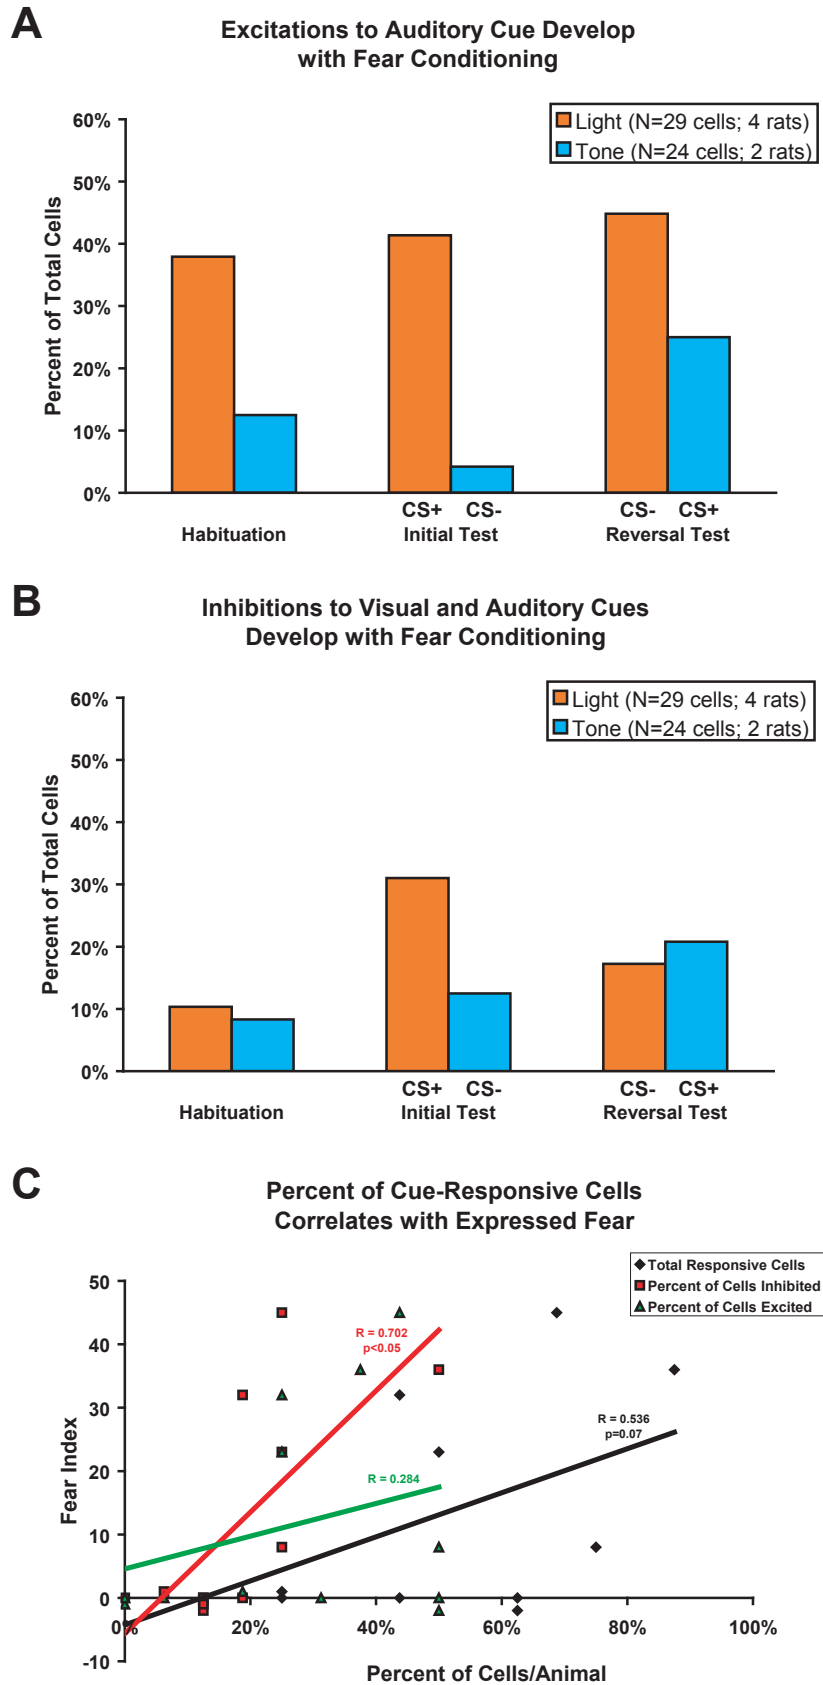 A
Excitations to Auditory Cue Develop
with Fear Conditioning
Light (N=29 cells; 4 rats)
Tone (N=24 cells; 2 rats)
Percent of Total Cells
60%
50%
40%
30%
20%
10%
0%
CS+ CS- CS- CS+
Habituation Initial Test Reversal Test
B
Inhibitions to Visual and Auditory Cues
Develop with Fear Conditioning
Light (N=29 cells; 4 rats)
Tone (N=24 cells; 2 rats)
Percent of Total Cells
60%
50%
40%
30%
20%
10%
0%
CS+ CS- CS- CS+
Habituation Initial Test Reversal Test
C
Percent of Cue-Responsive Cells
Correlates with Expressed Fear
Total Responsive Cells
Percent of Cells Inhibited
Percent of Cells Excited
Fear Index
50
40
30
20
10
0
-10
R = 0.702
p<0.05
R = 0.536
p=0.07
R = 0.284
0% 20% 40% 60% 80% 100%
Percent of Cells/Animal